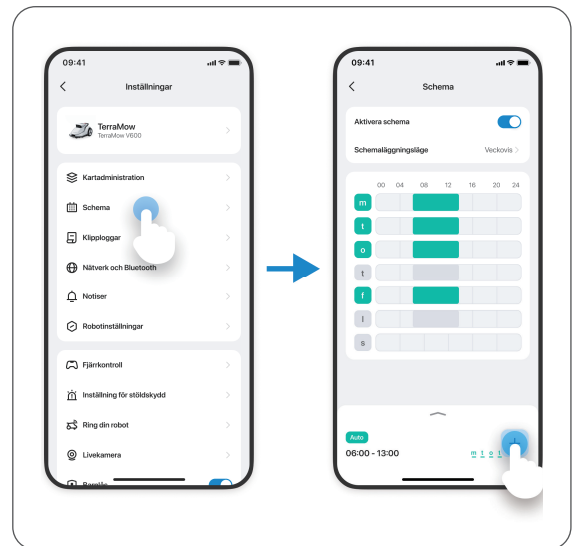 09:41
Inställningar
TerraMow
TerraMow V600
Kartadministration
Schema
Klipploggar
Nätverk och Bluetooth
Notiser
Robotinställningar
Fjärrkontroll
Inställning för stöldskydd
Ring din robot
Livekamera
Barnlås
09:41
Schema
Aktivera schema
Schemaläggningsläge Veckovis
00 04 08 12 16 20 24
m
t
o
t
f
l
s
Auto
06:00 - 13:00 m t o t